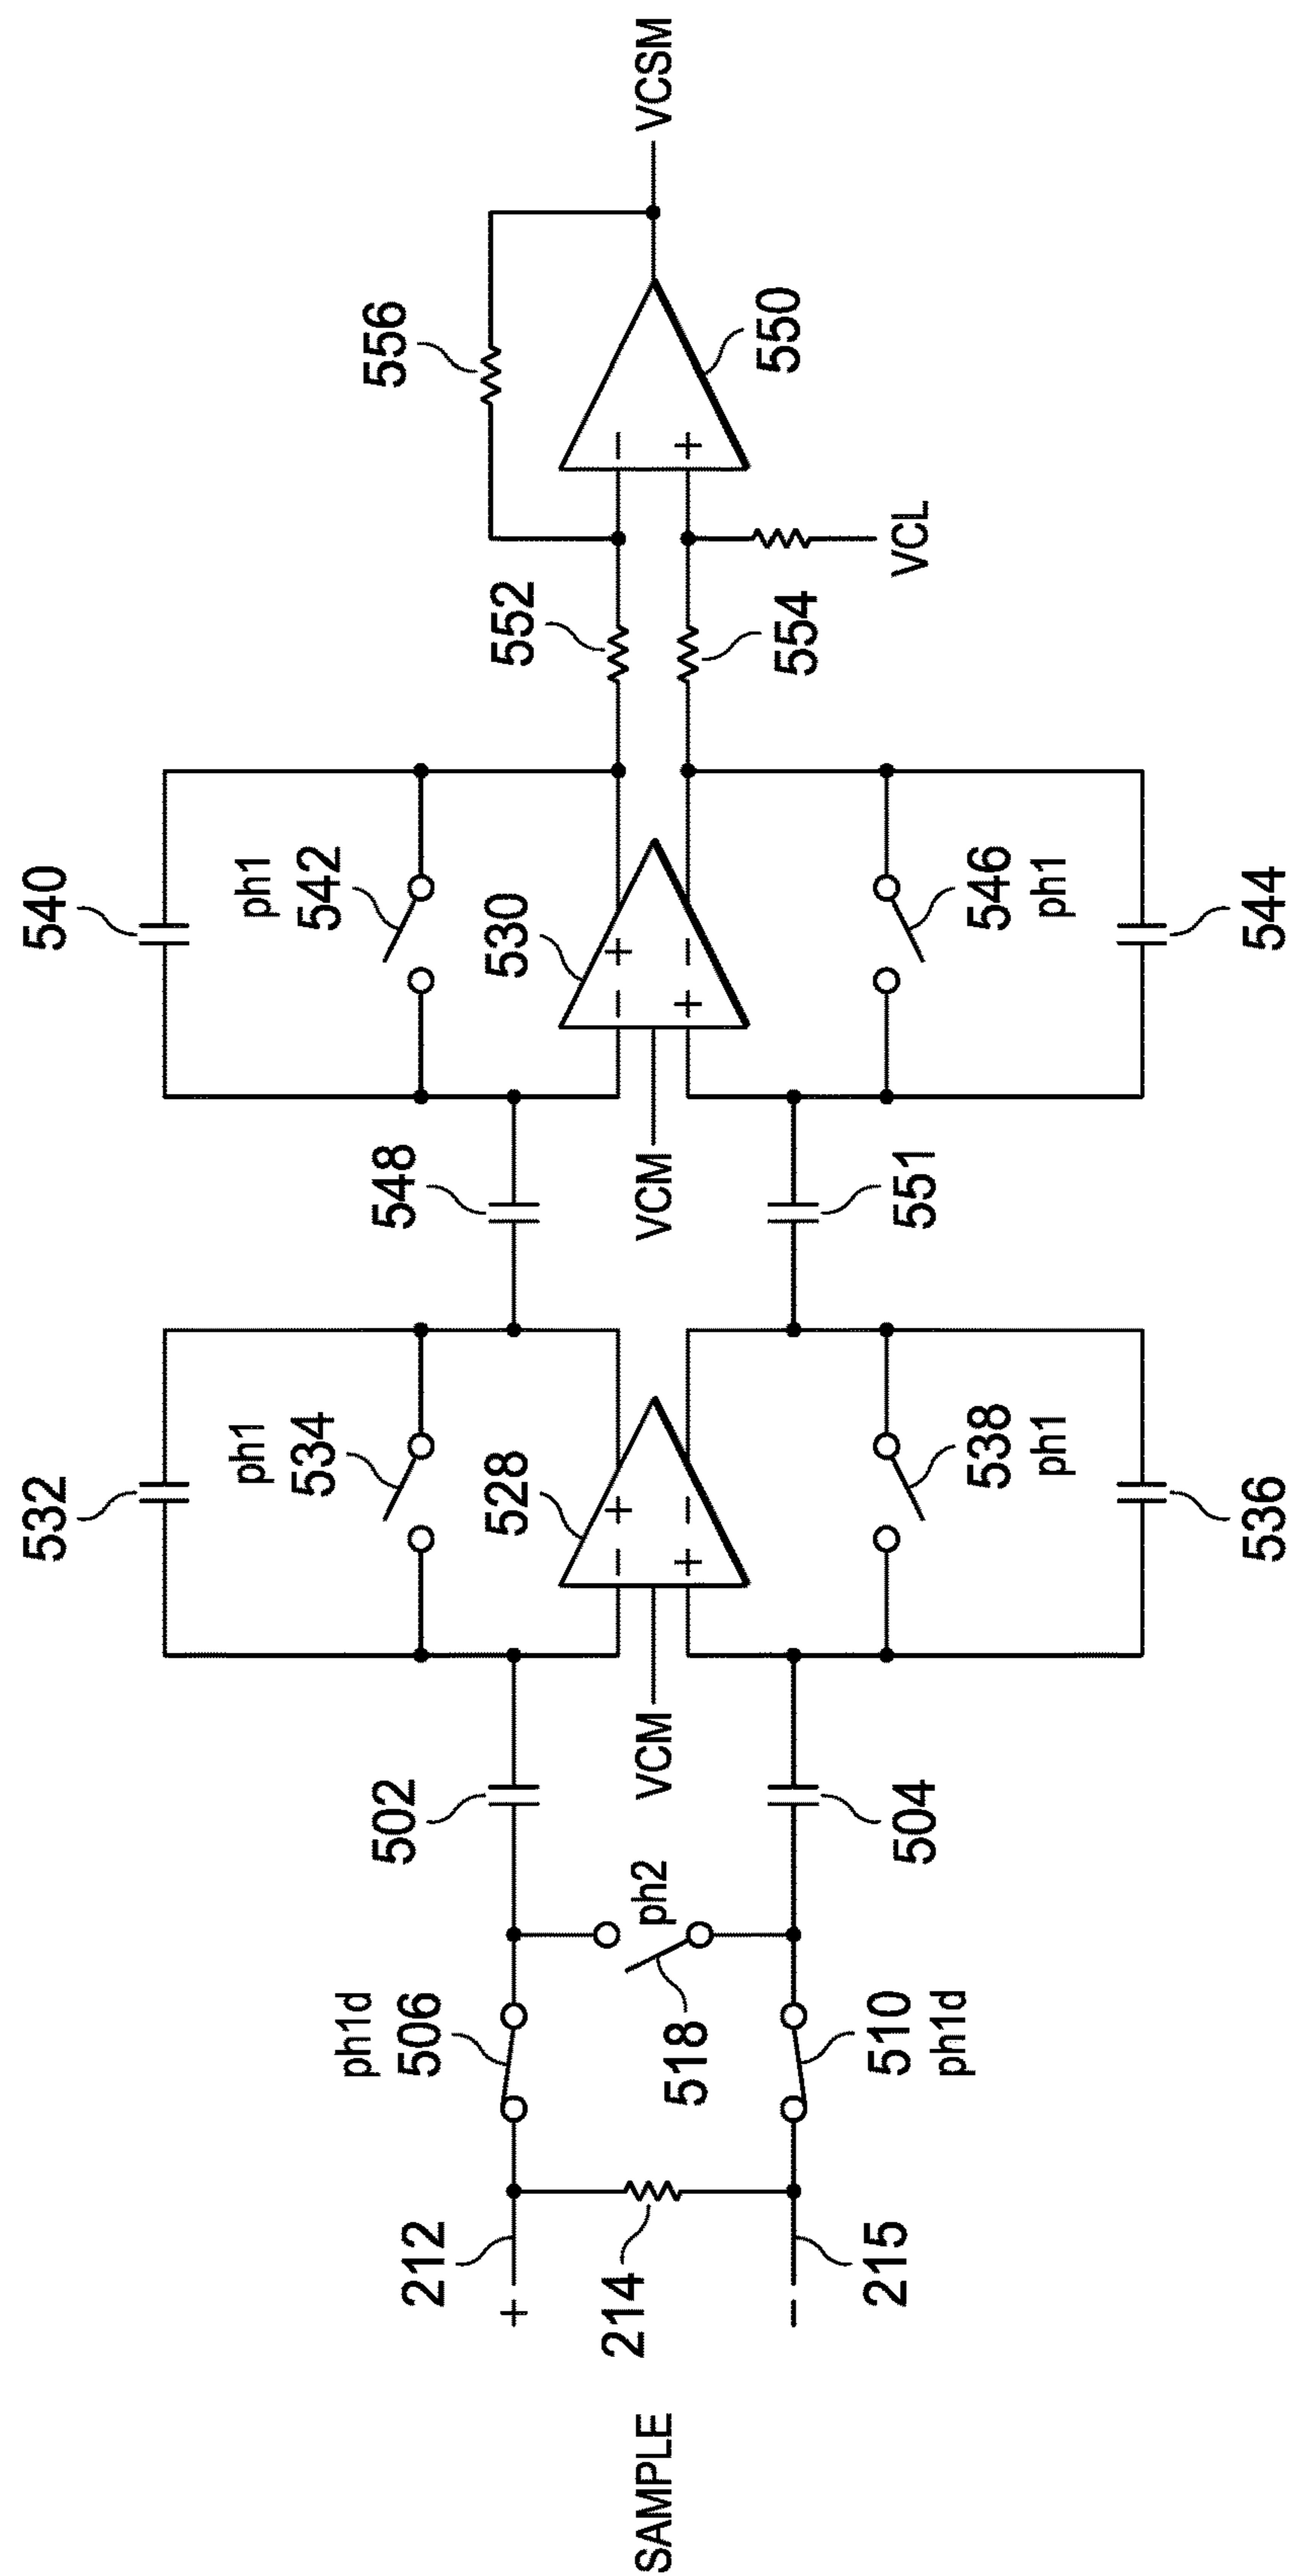 SAMPLE
+
212
214
215
−
ph1d
506
518
510
ph1d
ph2
502
504
532
ph1
534
528
− +
+ −
VCM
538
ph1
536
548
551
540
ph1
542
530
− +
+ −
VCM
546
ph1
544
552
554
556
−
+
550
VCL
VCSM